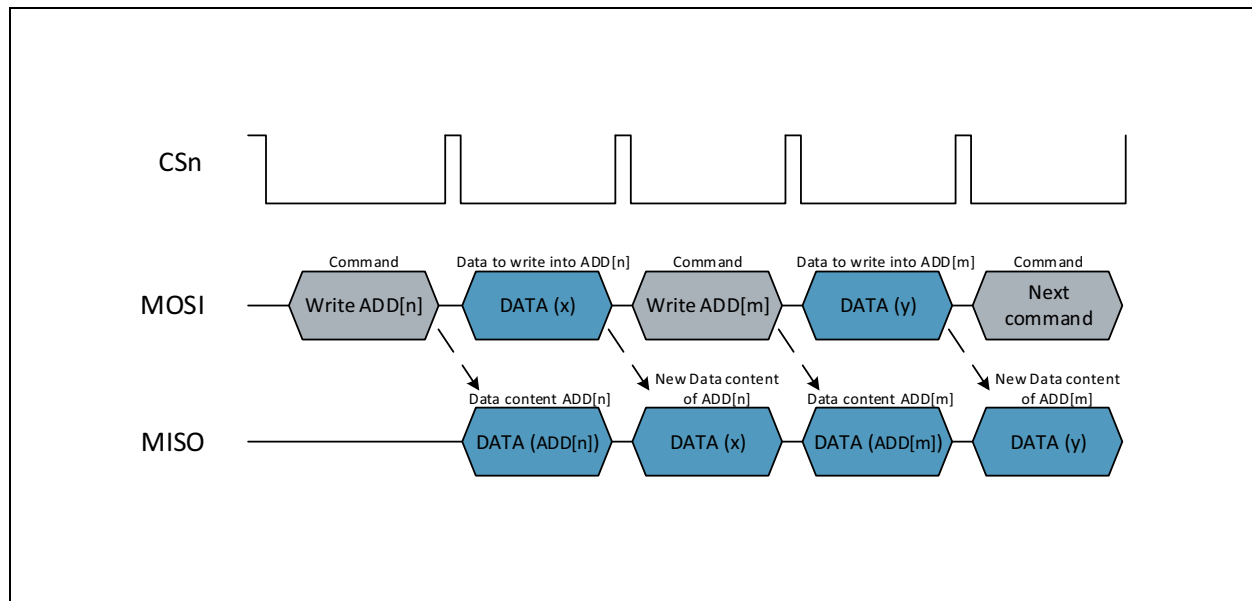 CSn
Command
Data to write into ADD[n]
Command
Data to write into ADD[m]
Command
MOSI
Write ADD[n]
DATA (x)
Write ADD[m]
DATA (y)
Next
command
Data content ADD[n]
New Data content
of ADD[n]
Data content ADD[m]
New Data content
of ADD[m]
MISO
DATA (ADD[n])
DATA (x)
DATA (ADD[m])
DATA (y)